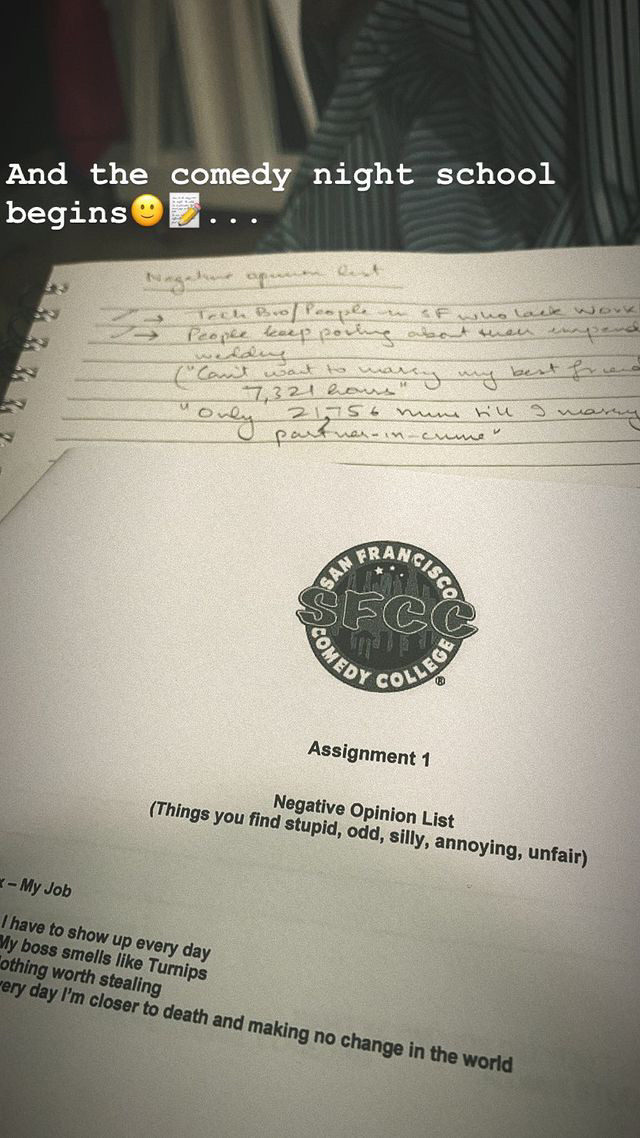 And the comedy night school
begins🙂📝...
Negative opinion list
→ Tech Bro/People in SF who lack Work
→ People keep posting about their impend
wedding
("Can't wait to marry my best friend
7,321 hours"
"Only 21,756 mins till I marry
partner-in-crime"
SAN FRANCISCO
SFCC
COMEDY COLLEGE
®
Assignment 1
Negative Opinion List
(Things you find stupid, odd, silly, annoying, unfair)
– My Job
I have to show up every day
My boss smells like Turnips
othing worth stealing
very day I'm closer to death and making no change in the world